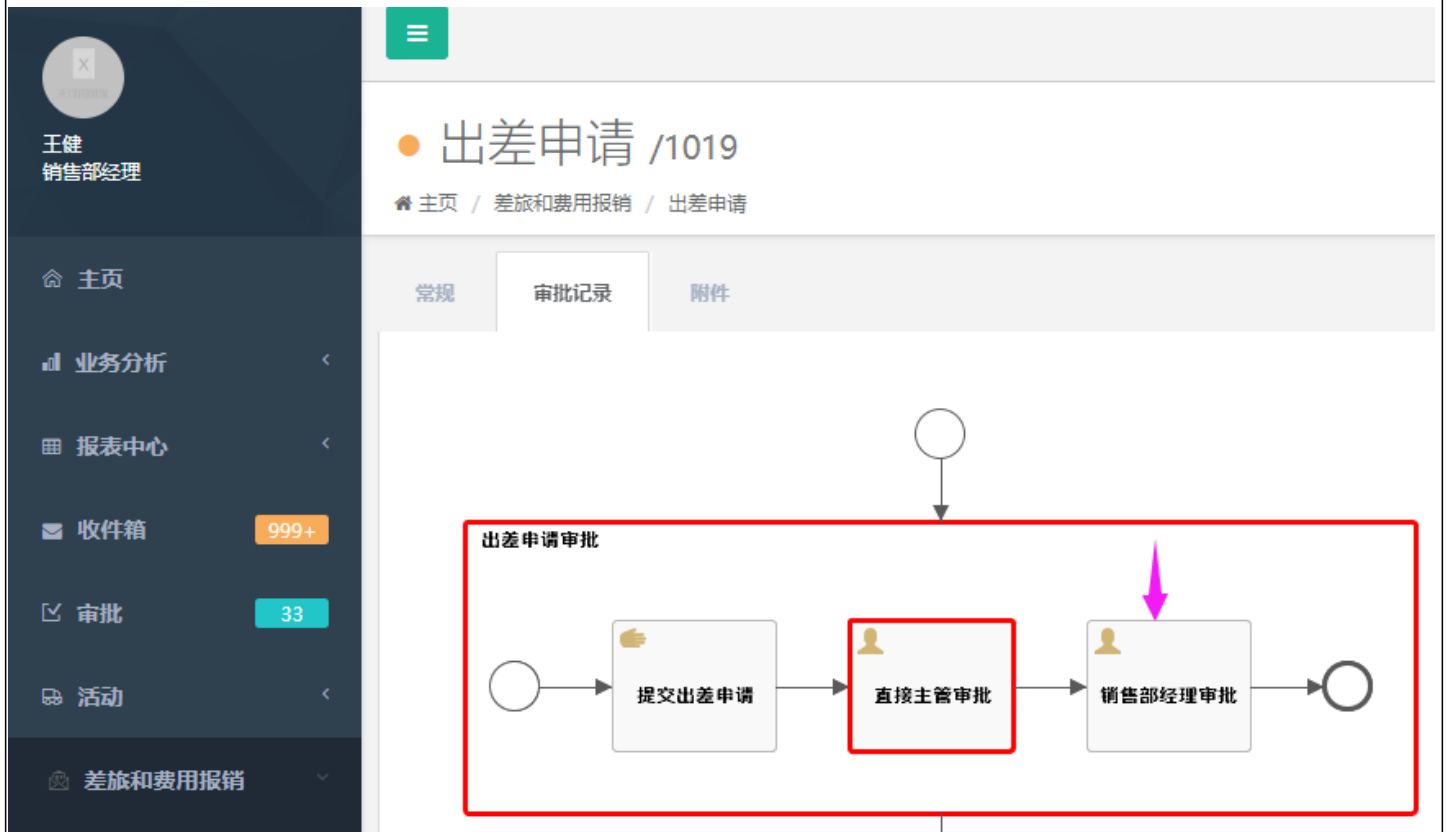 王健
销售部经理
主页
业务分析
报表中心
收件箱 999+
审批 33
活动
差旅和费用报销
出差申请 /1019
主页 / 差旅和费用报销 / 出差申请
常规 审批记录 附件
出差申请审批
提交出差申请 直接主管审批 销售部经理审批